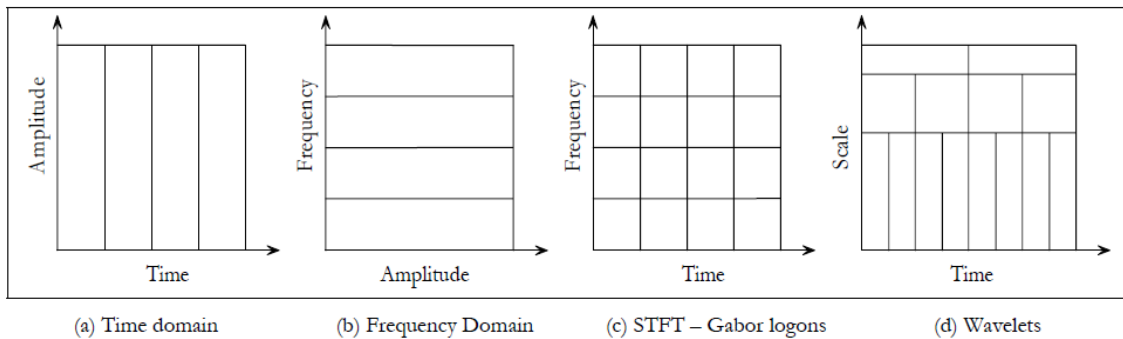 Amplitude
Time
(a) Time domain
Frequency
Amplitude
(b) Frequency Domain
Frequency
Time
(c) STFT – Gabor logons
Scale
Time
(d) Wavelets